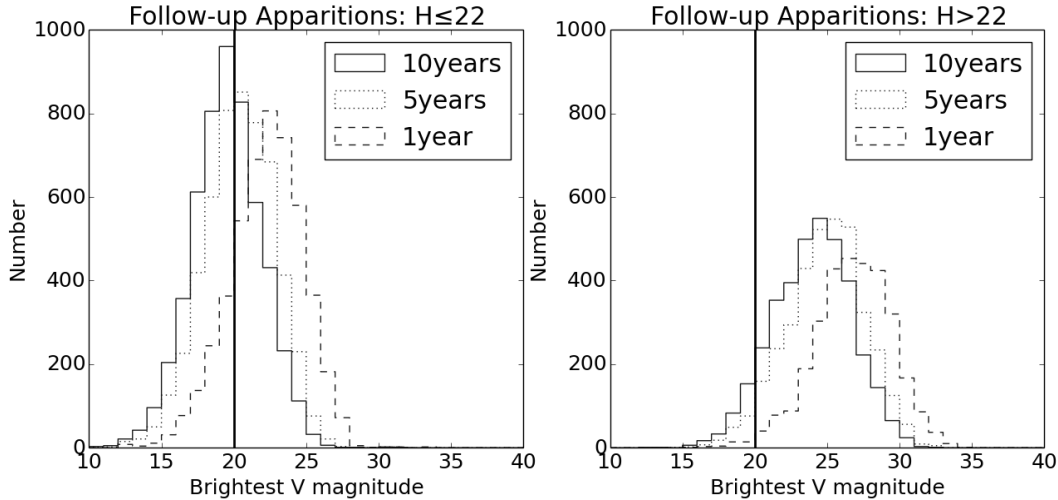 Follow-up Apparitions: H≤22
1000
800
600
400
200
0
Number
10 15 20 25 30 35 40
Brightest V magnitude
10years
5years
1year
Follow-up Apparitions: H>22
1000
800
600
400
200
0
Number
10 15 20 25 30 35 40
Brightest V magnitude
10years
5years
1year